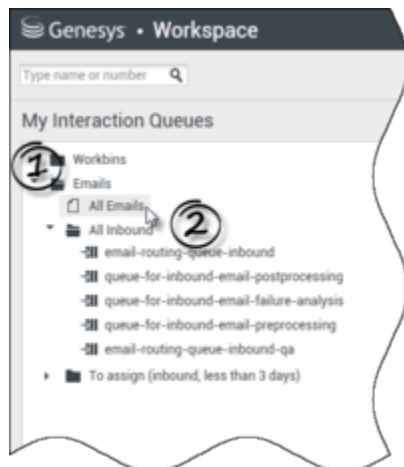 Genesys • Workspace
Type name or number
My Interaction Queues
1
Workbins
Emails
All Emails
2
All Inbound
email-routing-queue-inbound
queue-for-inbound-email-postprocessing
queue-for-inbound-email-failure-analysis
queue-for-inbound-email-preprocessing
email-routing-queue-inbound-qa
To assign (inbound, less than 3 days)